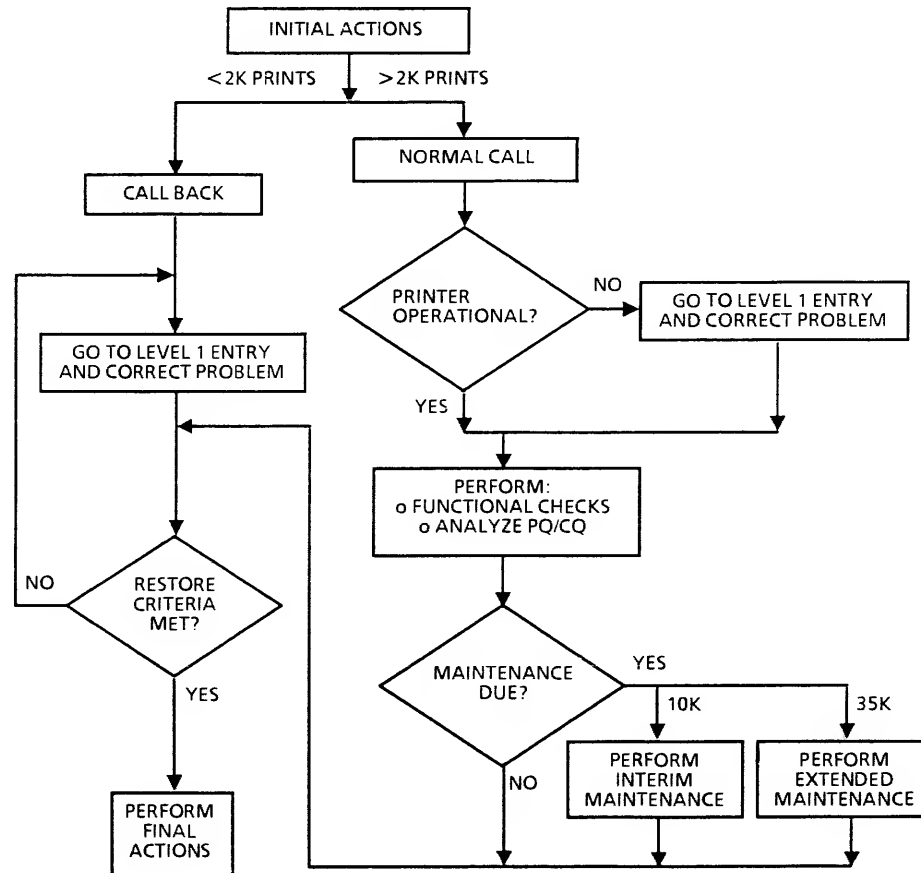 INITIAL ACTIONS
<2K PRINTS
>2K PRINTS
NORMAL CALL
CALL BACK
PRINTER
OPERATIONAL?
NO
GO TO LEVEL 1 ENTRY
AND CORRECT PROBLEM
GO TO LEVEL 1 ENTRY
AND CORRECT PROBLEM
YES
PERFORM:
o FUNCTIONAL CHECKS
o ANALYZE PQ/CQ
NO
RESTORE
CRITERIA
MET?
YES
MAINTENANCE
DUE?
YES
10K
35K
PERFORM
INTERIM
MAINTENANCE
PERFORM
EXTENDED
MAINTENANCE
NO
PERFORM
FINAL
ACTIONS